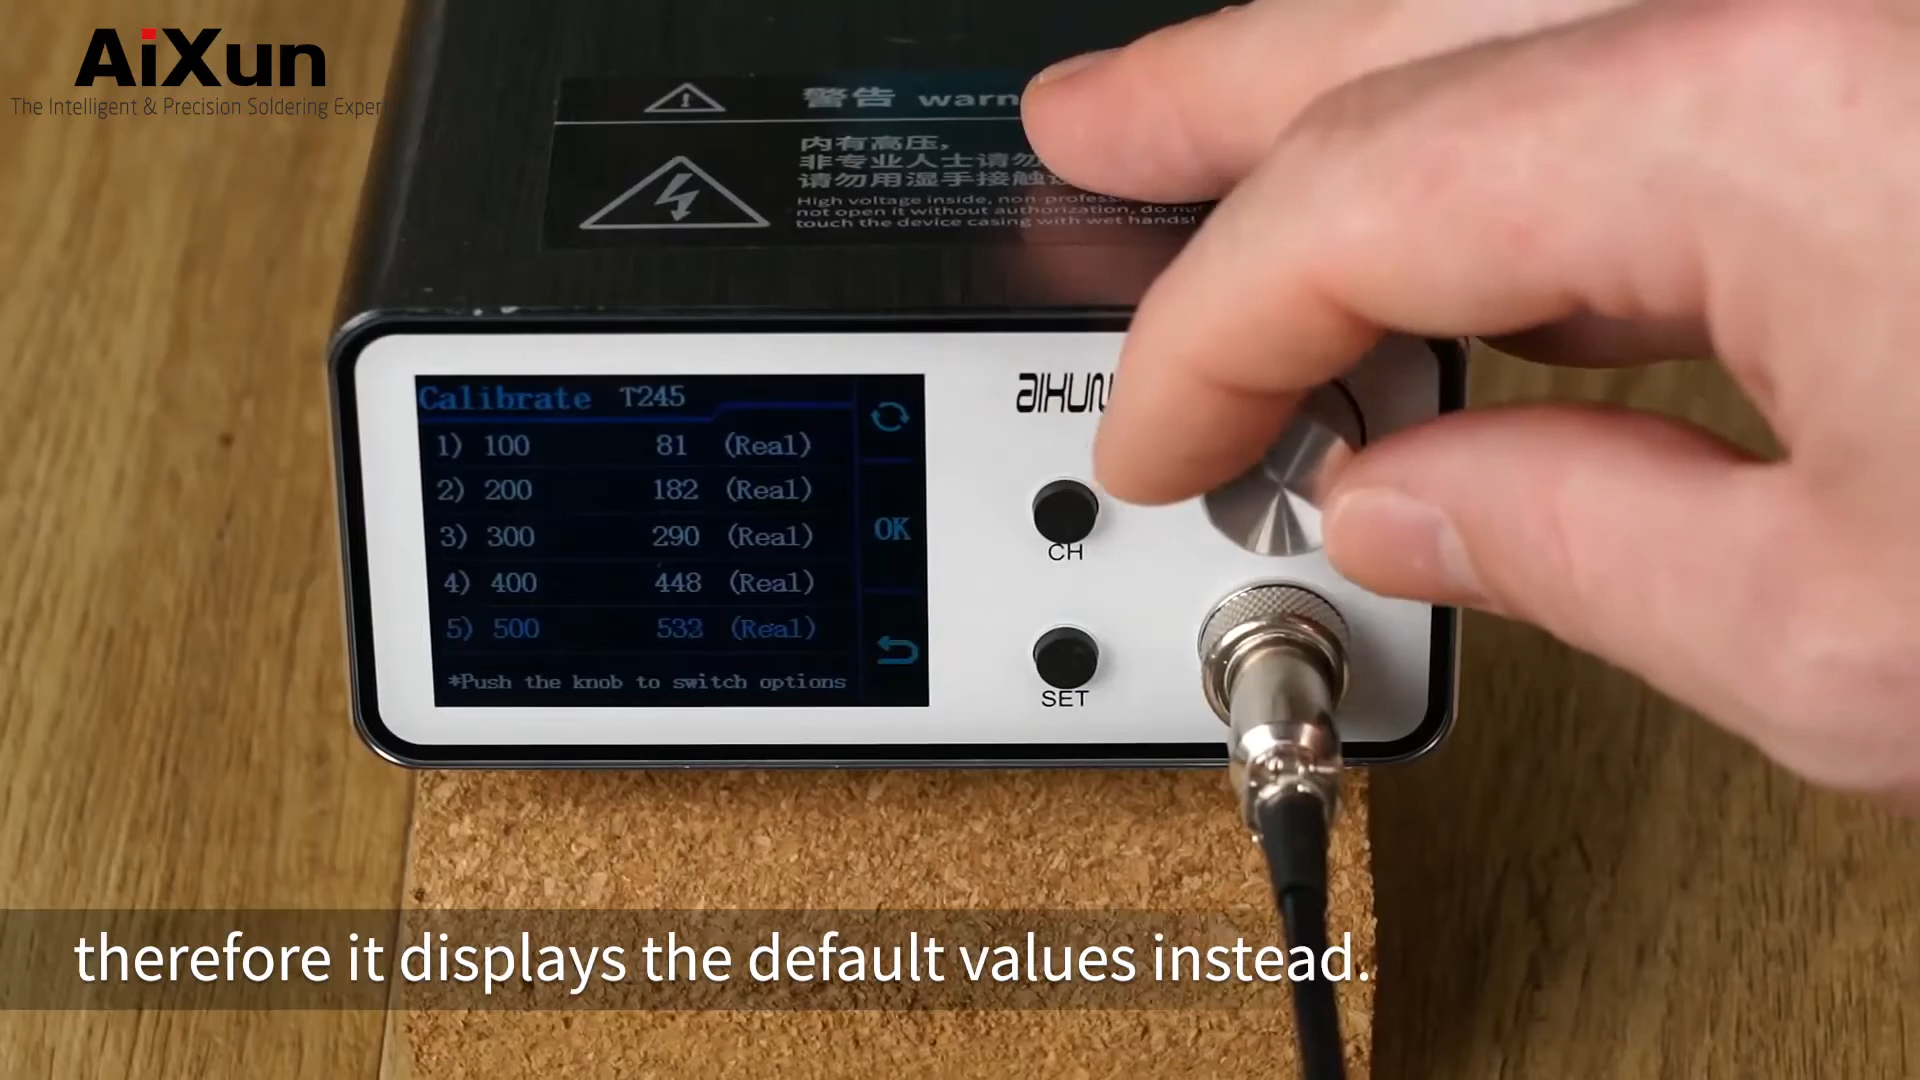 AiXun
The Intelligent & Precision Soldering Exper
警告 warn
内有高压,
非专业人士请勿
请勿用湿手接触
High voltage inside,
not open it without authorization, do
touch the device casing with wet hands!
Calibrate T245
1) 100 81 (Real)
2) 200 182 (Real)
3) 300 290 (Real)
4) 400 448 (Real)
5) 500 533 (Real)
*Push the knob to switch options
OK
AIXUN
CH
SET
therefore it displays the default values instead.